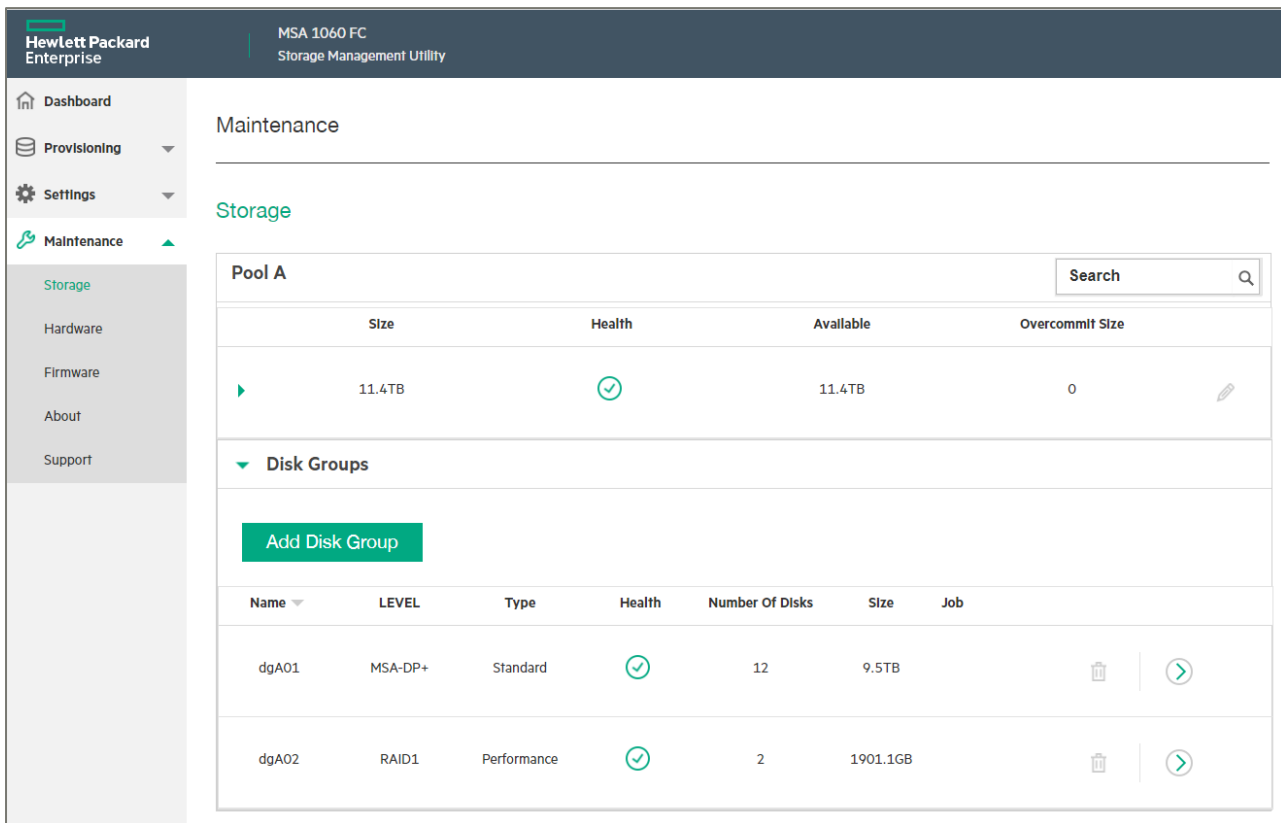 Hewlett Packard
Enterprise
MSA 1060 FC
Storage Management Utility
Dashboard
Provisioning
Settings
Maintenance
Storage
Hardware
Firmware
About
Support
Maintenance
Storage
Pool A
Search
Size Health Available Overcommit Size
11.4TB 11.4TB 0
Disk Groups
Add Disk Group
Name LEVEL Type Health Number Of Disks Size Job
dgA01 MSA-DP+ Standard 12 9.5TB
dgA02 RAID1 Performance 2 1901.1GB